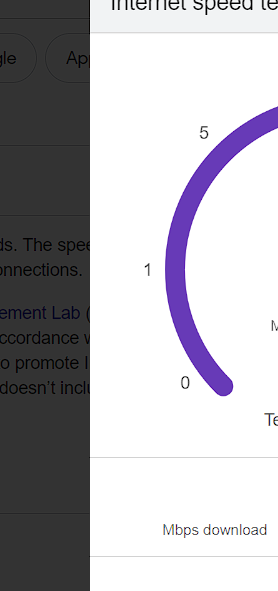 Internet speed te
gle
App
5
ds. The spee
onnections.
1
ement Lab (
ccordance w
M
o promote I
doesn't inclu
0
Te
Mbps download